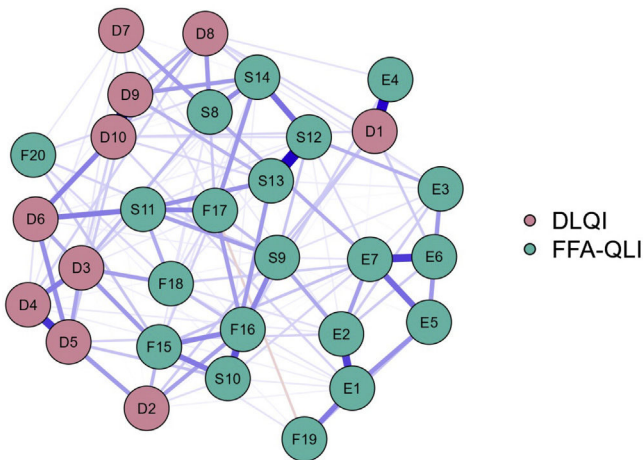 D7
D8
E4
S14
D9
S8
D1
D10
S12
F20
S13
E3
D6
S11
F17
DLQI
FFA-QLI
D3
S9
E7
E6
F18
D4
D5
F15
F16
E2
E5
S10
E1
D2
F19